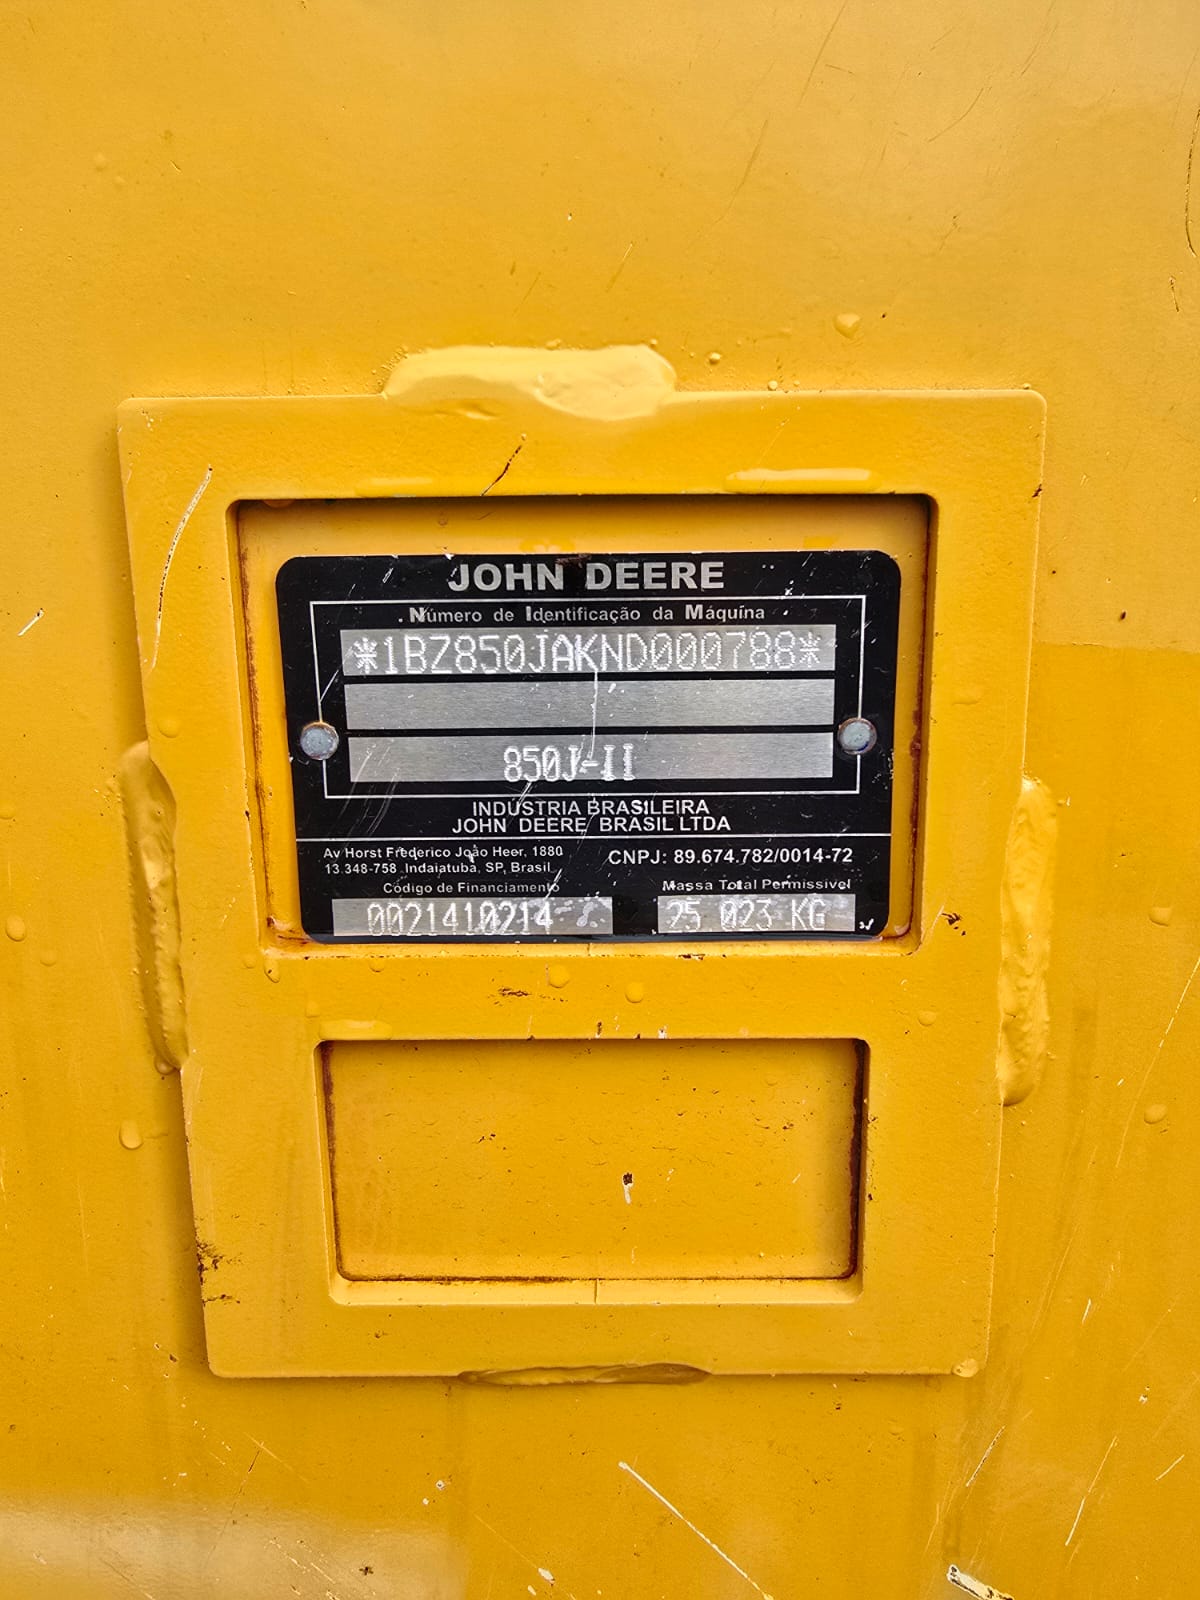 JOHN DEERE
Número de Identificação da Máquina
*1BZ850JAKND000788*
850J-II
INDÚSTRIA BRASILEIRA
JOHN DEERE BRASIL LTDA
Av Horst Frederico João Heer, 1880
13.348-758 Indaiatuba, SP, Brasil
CNPJ: 89.674.782/0014-72
Código de Financiamento
0021410214
Massa Total Permissível
25 023 KG